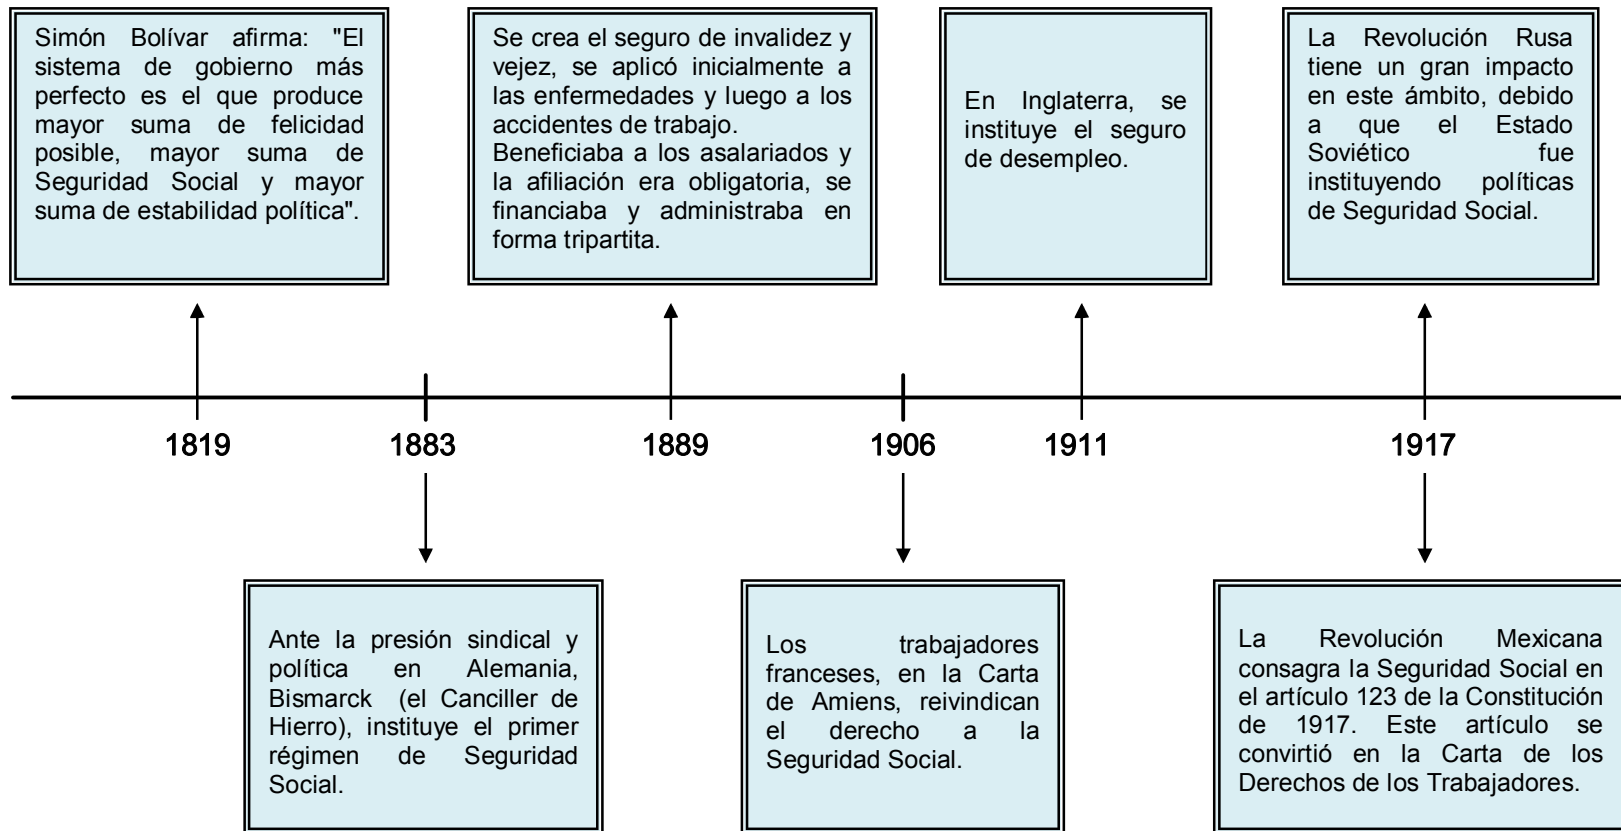 Simón Bolívar afirma: "El
sistema de gobierno más
perfecto es el que produce
mayor suma de felicidad
posible, mayor suma de
Seguridad Social y mayor
suma de estabilidad política".
Se crea el seguro de invalidez y
vejez, se aplicó inicialmente a
las enfermedades y luego a los
accidentes de trabajo.
Beneficiaba a los asalariados y
la afiliación era obligatoria, se
financiaba y administraba en
forma tripartita.
En Inglaterra, se
instituye el seguro
de desempleo.
La Revolución Rusa
tiene un gran impacto
en este ámbito, debido
a que el Estado
Soviético fue
instituyendo políticas
de Seguridad Social.
1819
1883
1889
1906
1911
1917
Ante la presión sindical y
política en Alemania,
Bismarck (el Canciller de
Hierro), instituye el primer
régimen de Seguridad
Social.
Los trabajadores
franceses, en la Carta
de Amiens, reivindican
el derecho a la
Seguridad Social.
La Revolución Mexicana
consagra la Seguridad Social en
el artículo 123 de la Constitución
de 1917. Este artículo se
convirtió en la Carta de los
Derechos de los Trabajadores.